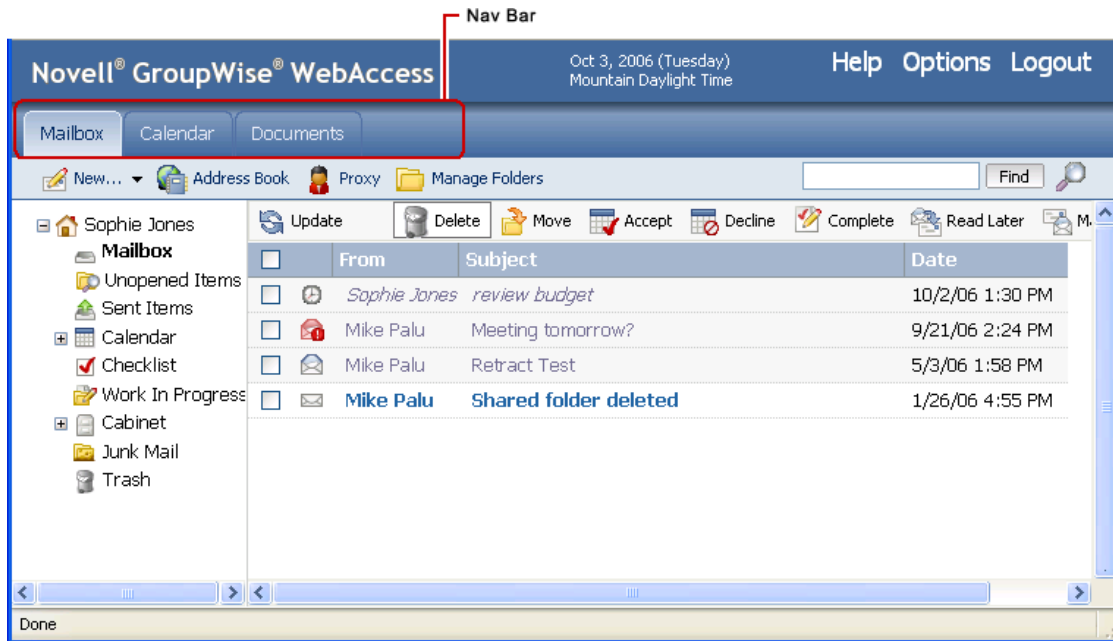 Nav Bar
Novell® GroupWise® WebAccess
Oct 3, 2006 (Tuesday)
Mountain Daylight Time
Help Options Logout
Mailbox Calendar Documents
New... Address Book Proxy Manage Folders Find
Update Delete Move Accept Decline Complete Read Later M
Sophie Jones
Mailbox
Unopened Items
Sent Items
Calendar
Checklist
Work In Progress
Cabinet
Junk Mail
Trash
From Subject Date
Sophie Jones review budget 10/2/06 1:30 PM
Mike Palu Meeting tomorrow? 9/21/06 2:24 PM
Mike Palu Retract Test 5/3/06 1:58 PM
Mike Palu Shared folder deleted 1/26/06 4:55 PM
Done